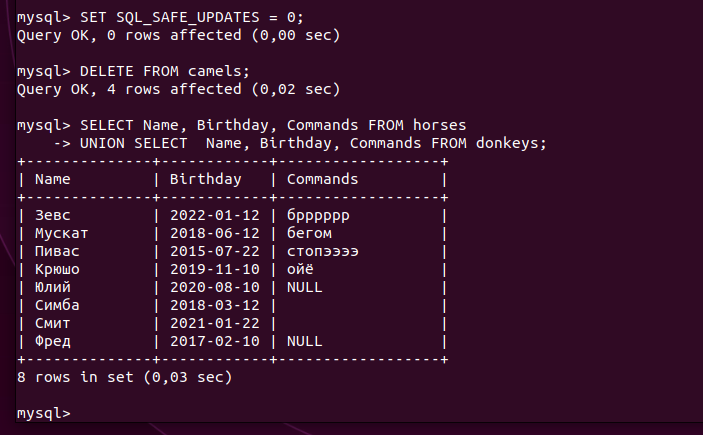 mysql> SET SQL_SAFE_UPDATES = 0;
Query OK, 0 rows affected (0,00 sec)
mysql> DELETE FROM camels;
Query OK, 4 rows affected (0,02 sec)
mysql> SELECT Name, Birthday, Commands FROM horses
    -> UNION SELECT  Name, Birthday, Commands FROM donkeys;
+--------------+------------+------------------+
| Name         | Birthday   | Commands         |
+--------------+------------+------------------+
| Зевс         | 2022-01-12 | брррррр          |
| Мускат       | 2018-06-12 | бегом            |
| Пивас        | 2015-07-22 | стопээээ         |
| Крюшо        | 2019-11-10 | ойё              |
| Юлий         | 2020-08-10 | NULL             |
| Симба        | 2018-03-12 |                  |
| Смит         | 2021-01-22 |                  |
| Фред         | 2017-02-10 | NULL             |
+--------------+------------+------------------+
8 rows in set (0,03 sec)
mysql>